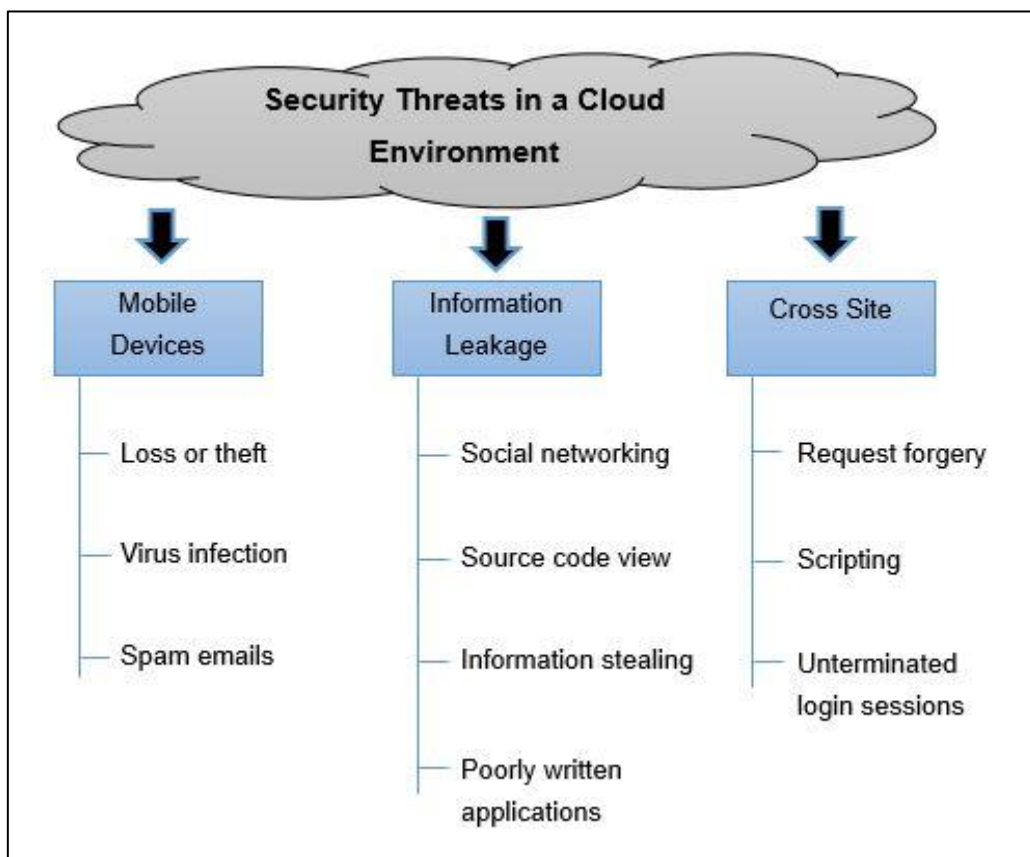 Security Threats in a Cloud
Environment
Mobile
Devices
Loss or theft
Virus infection
Spam emails
Information
Leakage
Social networking
Source code view
Information stealing
Poorly written
applications
Cross Site
Request forgery
Scripting
Unterminated
login sessions